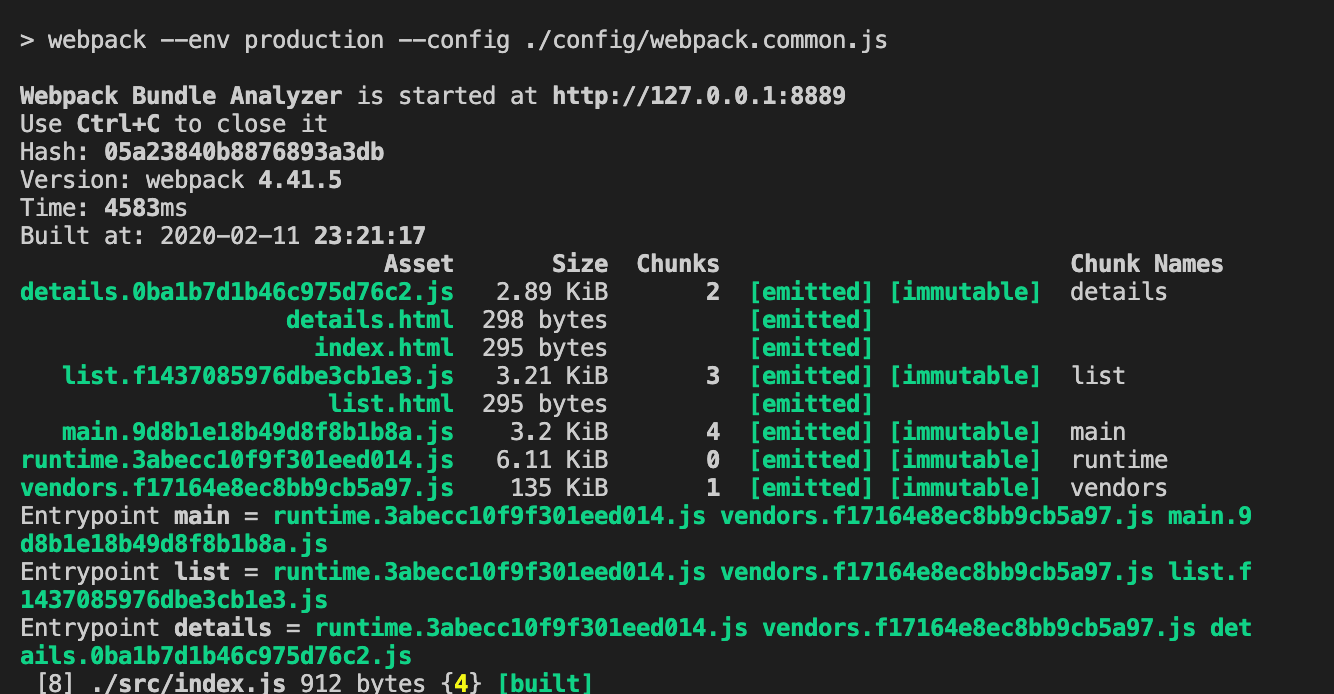 > webpack --env production --config ./config/webpack.common.js
Webpack Bundle Analyzer is started at http://127.0.0.1:8889
Use Ctrl+C to close it
Hash: 05a23840b8876893a3db
Version: webpack 4.41.5
Time: 4583ms
Built at: 2020-02-11 23:21:17
Asset Size Chunks Chunk Names
details.0ba1b7d1b46c975d76c2.js 2.89 KiB 2 [emitted] [immutable] details
details.html 298 bytes [emitted]
index.html 295 bytes [emitted]
list.f1437085976dbe3cb1e3.js 3.21 KiB 3 [emitted] [immutable] list
list.html 295 bytes [emitted]
main.9d8b1e18b49d8f8b1b8a.js 3.2 KiB 4 [emitted] [immutable] main
runtime.3abecc10f9f301eed014.js 6.11 KiB 0 [emitted] [immutable] runtime
vendors.f17164e8ec8bb9cb5a97.js 135 KiB 1 [emitted] [immutable] vendors
Entrypoint main = runtime.3abecc10f9f301eed014.js vendors.f17164e8ec8bb9cb5a97.js main.9
d8b1e18b49d8f8b1b8a.js
Entrypoint list = runtime.3abecc10f9f301eed014.js vendors.f17164e8ec8bb9cb5a97.js list.f
1437085976dbe3cb1e3.js
Entrypoint details = runtime.3abecc10f9f301eed014.js vendors.f17164e8ec8bb9cb5a97.js det
ails.0ba1b7d1b46c975d76c2.js
[8] ./src/index.js 912 bytes {4} [built]